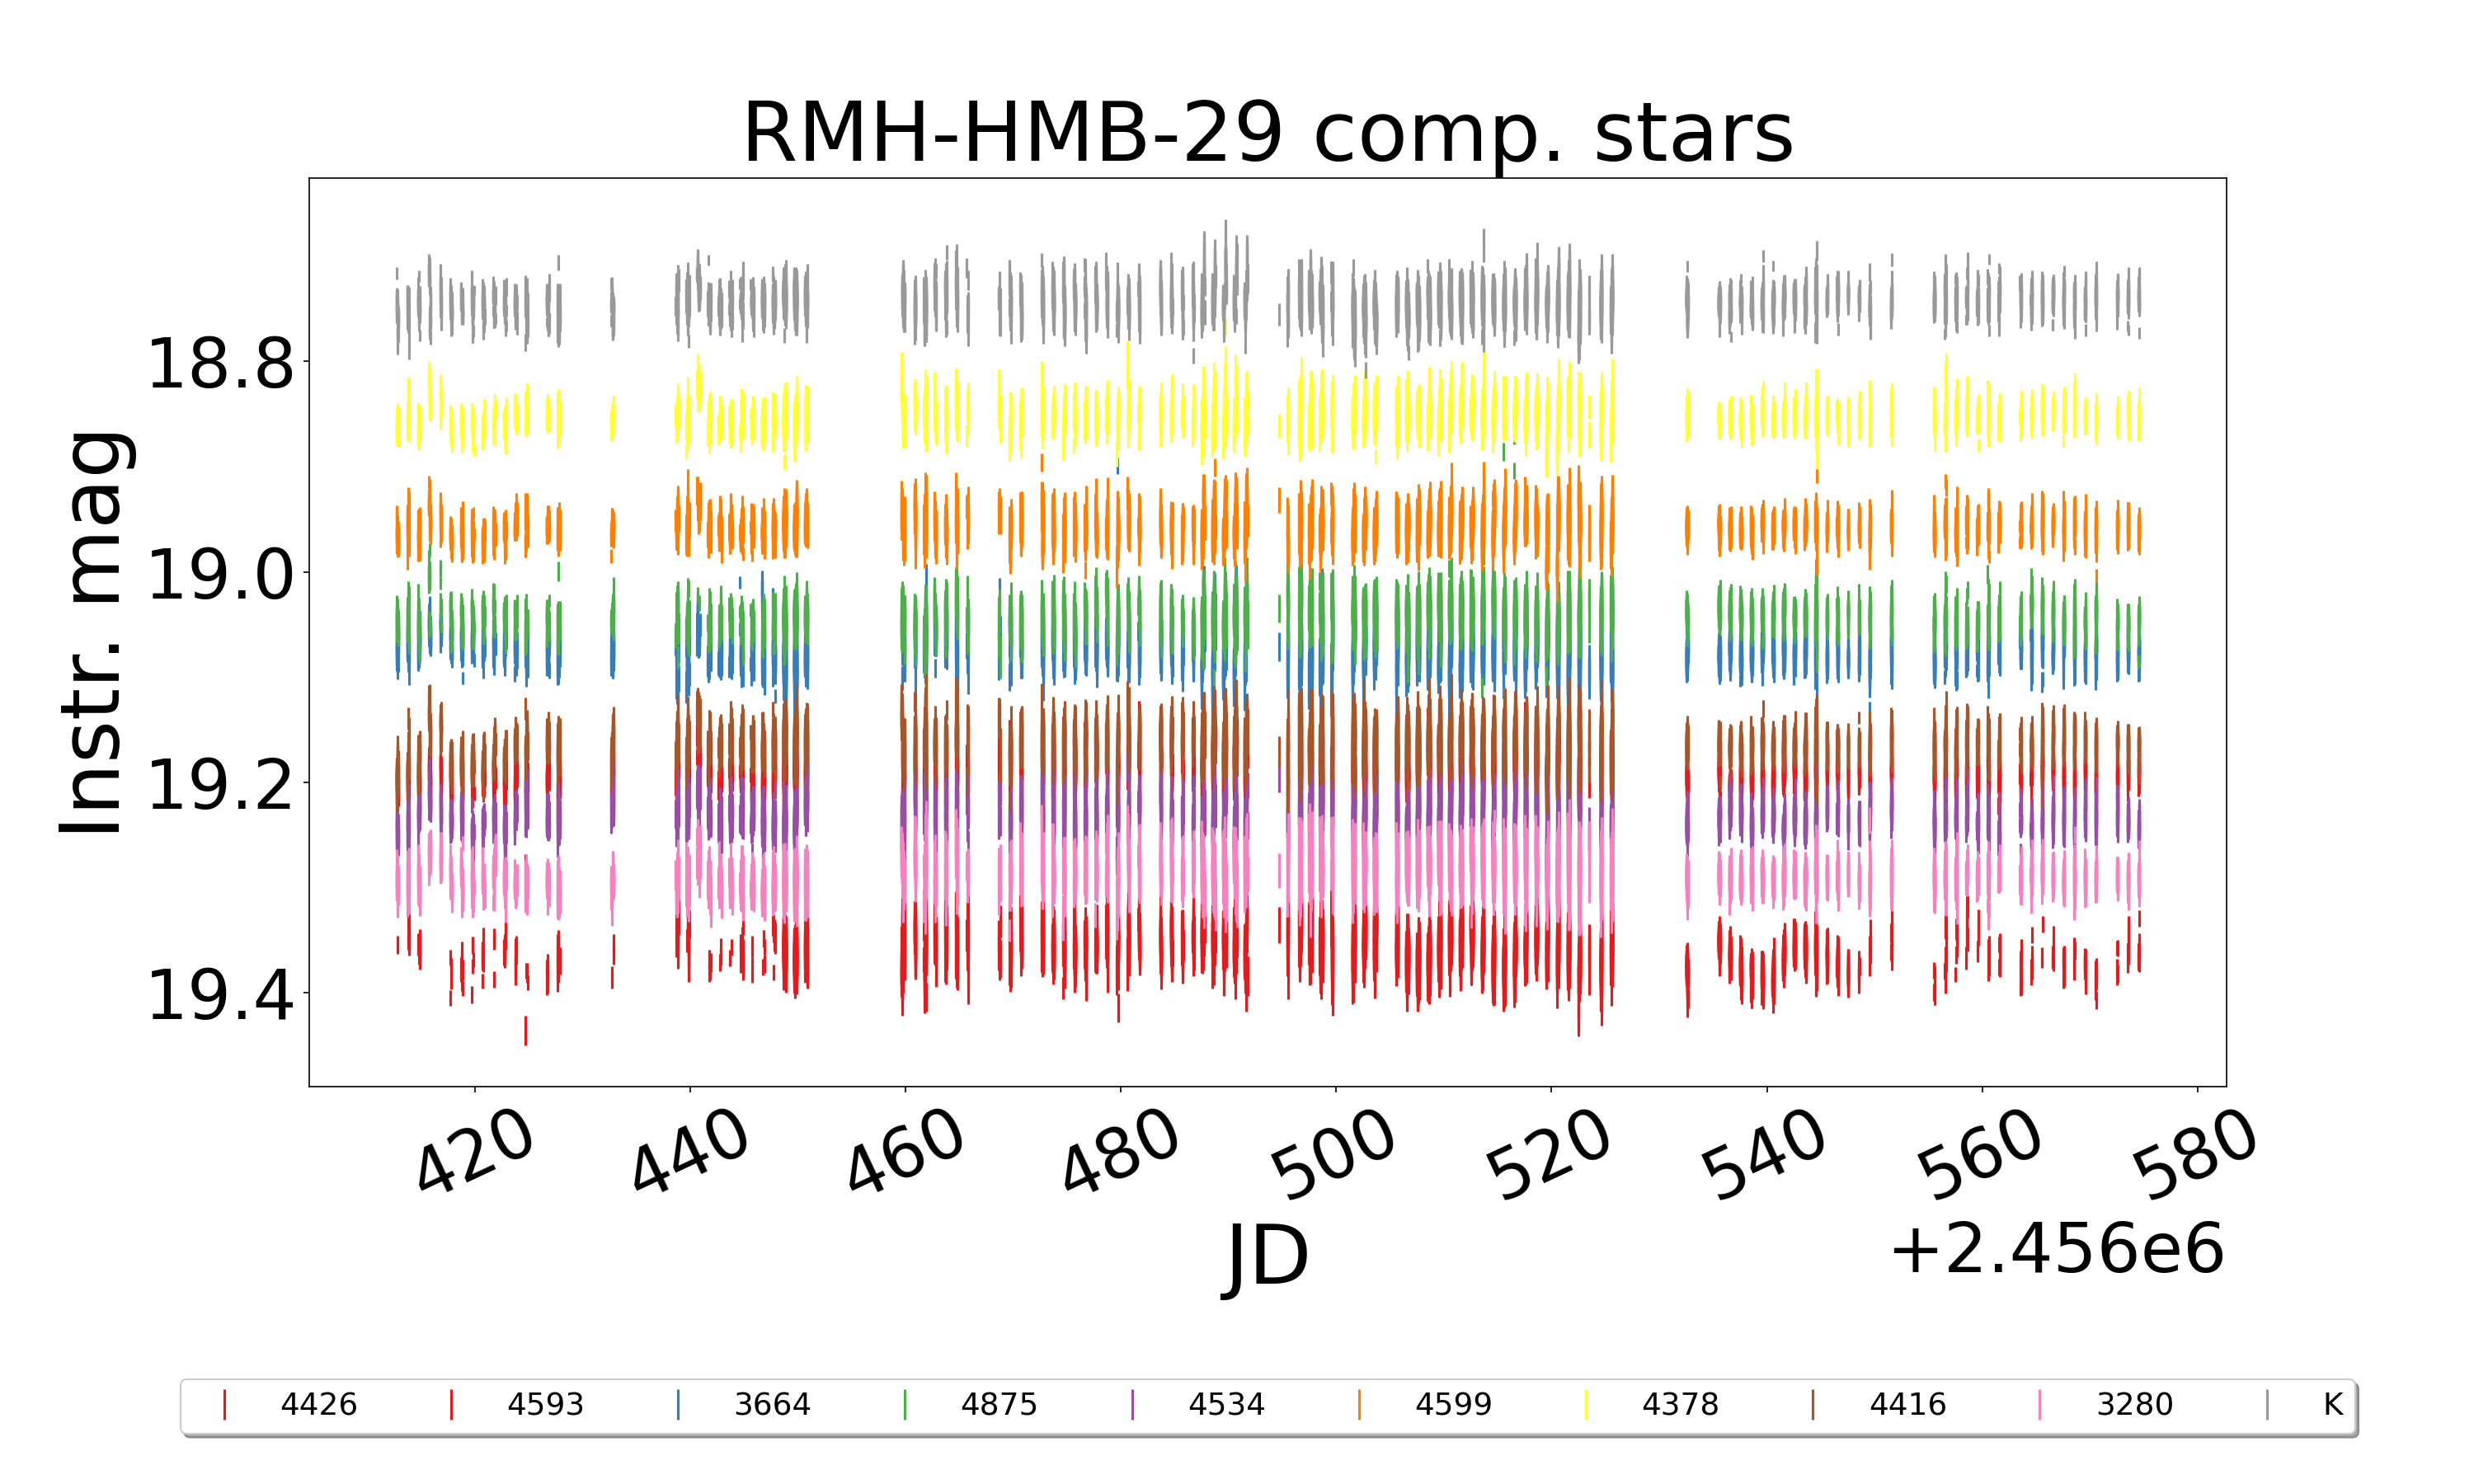 RMH-HMB-29 comp. stars
Instr. mag
18.8
19.0
19.2
19.4
420 440 460 480 500 520 540 560 580
JD
+2.456e6
4426 4593 3664 4875 4534 4599 4378 4416 3280 K